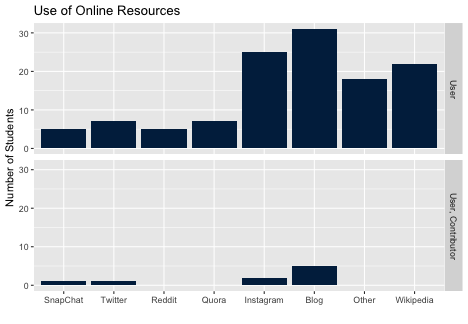 Use of Online Resources
Number of Students
30
20
10
0
User
30
20
10
0
User, Contributor
SnapChat Twitter Reddit Quora Instagram Blog Other Wikipedia